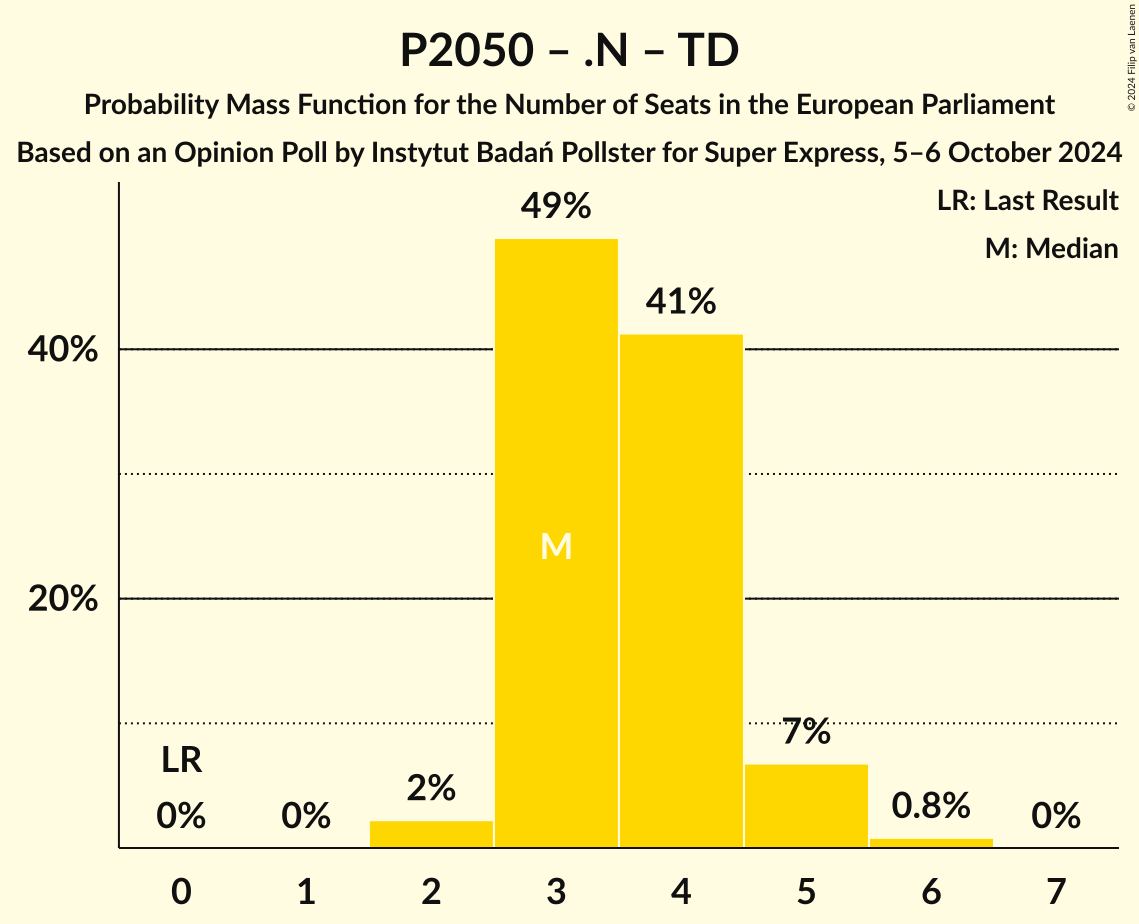 P2050 – .N – TD
Probability Mass Function for the Number of Seats in the European Parliament
Based on an Opinion Poll by Instytut Badań Pollster for Super Express, 5–6 October 2024
© 2024 Filip van Laenen
LR: Last Result
M: Median
49%
41%
40%
M
20%
7%
LR
2%
0.8%
0%
0%
0%
0 1 2 3 4 5 6 7